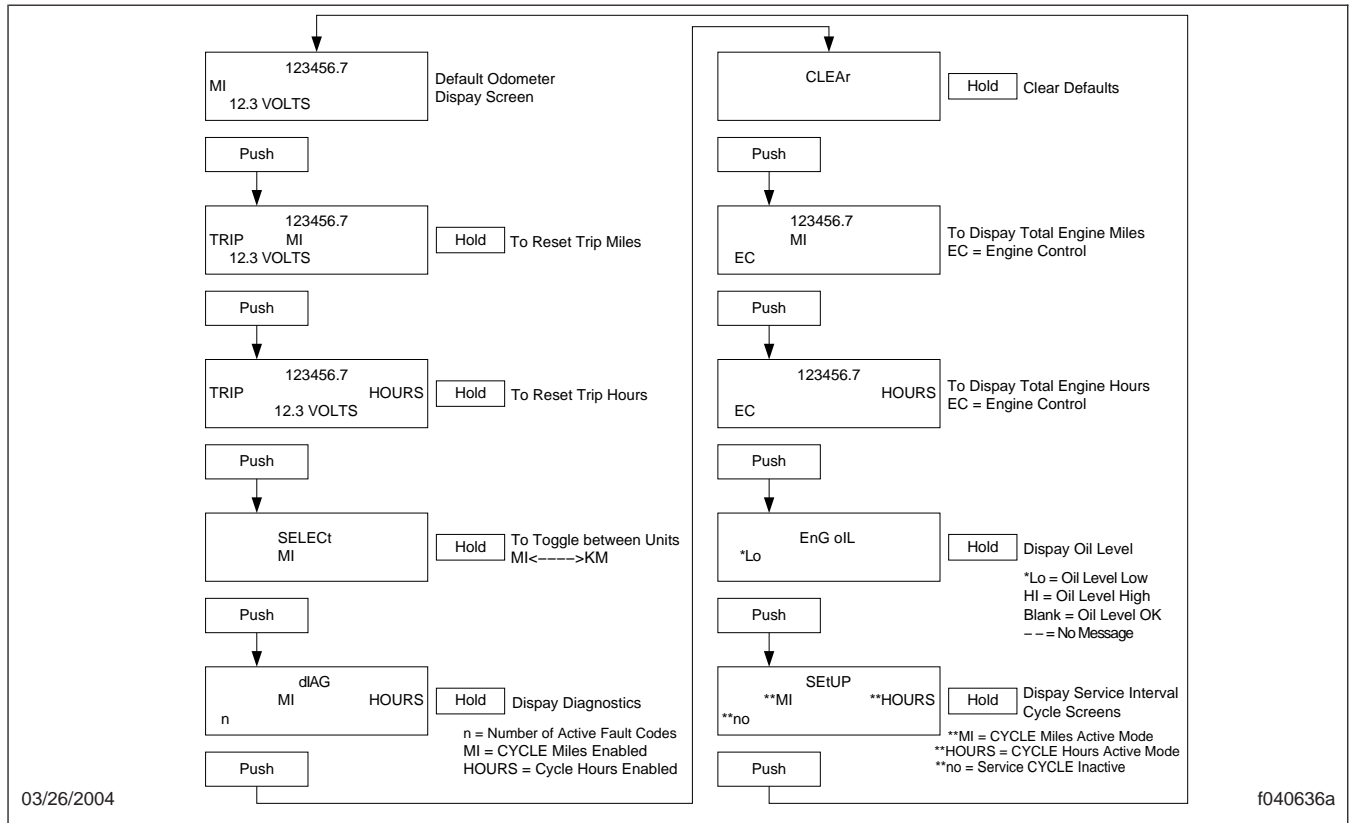 123456.7
MI
12.3 VOLTS
Default Odometer
Dispay Screen
Push
123456.7
TRIP MI
12.3 VOLTS
Hold
To Reset Trip Miles
Push
123456.7
TRIP HOURS
12.3 VOLTS
Hold
To Reset Trip Hours
Push
SELECt
MI
Hold
To Toggle between Units
MI<−−−−>KM
Push
dIAG
MI HOURS
n
Hold
Dispay Diagnostics
n = Number of Active Fault Codes
MI = CYCLE Miles Enabled
HOURS = Cycle Hours Enabled
Push
CLEAr
Hold
Clear Defaults
Push
123456.7
MI
EC
To Dispay Total Engine Miles
EC = Engine Control
Push
123456.7
HOURS
EC
To Dispay Total Engine Hours
EC = Engine Control
Push
EnG oIL
*Lo
Hold
Dispay Oil Level
*Lo = Oil Level Low
HI = Oil Level High
Blank = Oil Level OK
− − = No Message
Push
SEtUP
**MI **HOURS
**no
Hold
Dispay Service Interval
Cycle Screens
**MI = CYCLE Miles Active Mode
**HOURS = CYCLE Hours Active Mode
**no = Service CYCLE Inactive
Push
03/26/2004
f040636a